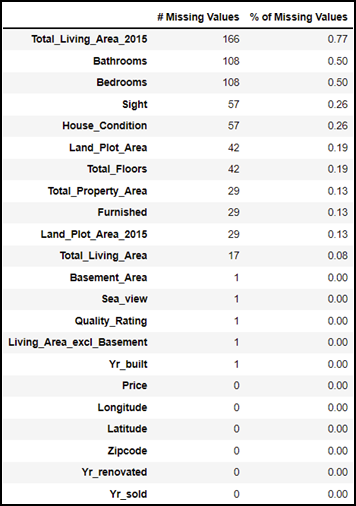 # Missing Values % of Missing Values
Total_Living_Area_2015 166 0.77
Bathrooms 108 0.50
Bedrooms 108 0.50
Sight 57 0.26
House_Condition 57 0.26
Land_Plot_Area 42 0.19
Total_Floors 42 0.19
Total_Property_Area 29 0.13
Furnished 29 0.13
Land_Plot_Area_2015 29 0.13
Total_Living_Area 17 0.08
Basement_Area 1 0.00
Sea_view 1 0.00
Quality_Rating 1 0.00
Living_Area_excl_Basement 1 0.00
Yr_built 1 0.00
Price 0 0.00
Longitude 0 0.00
Latitude 0 0.00
Zipcode 0 0.00
Yr_renovated 0 0.00
Yr_sold 0 0.00